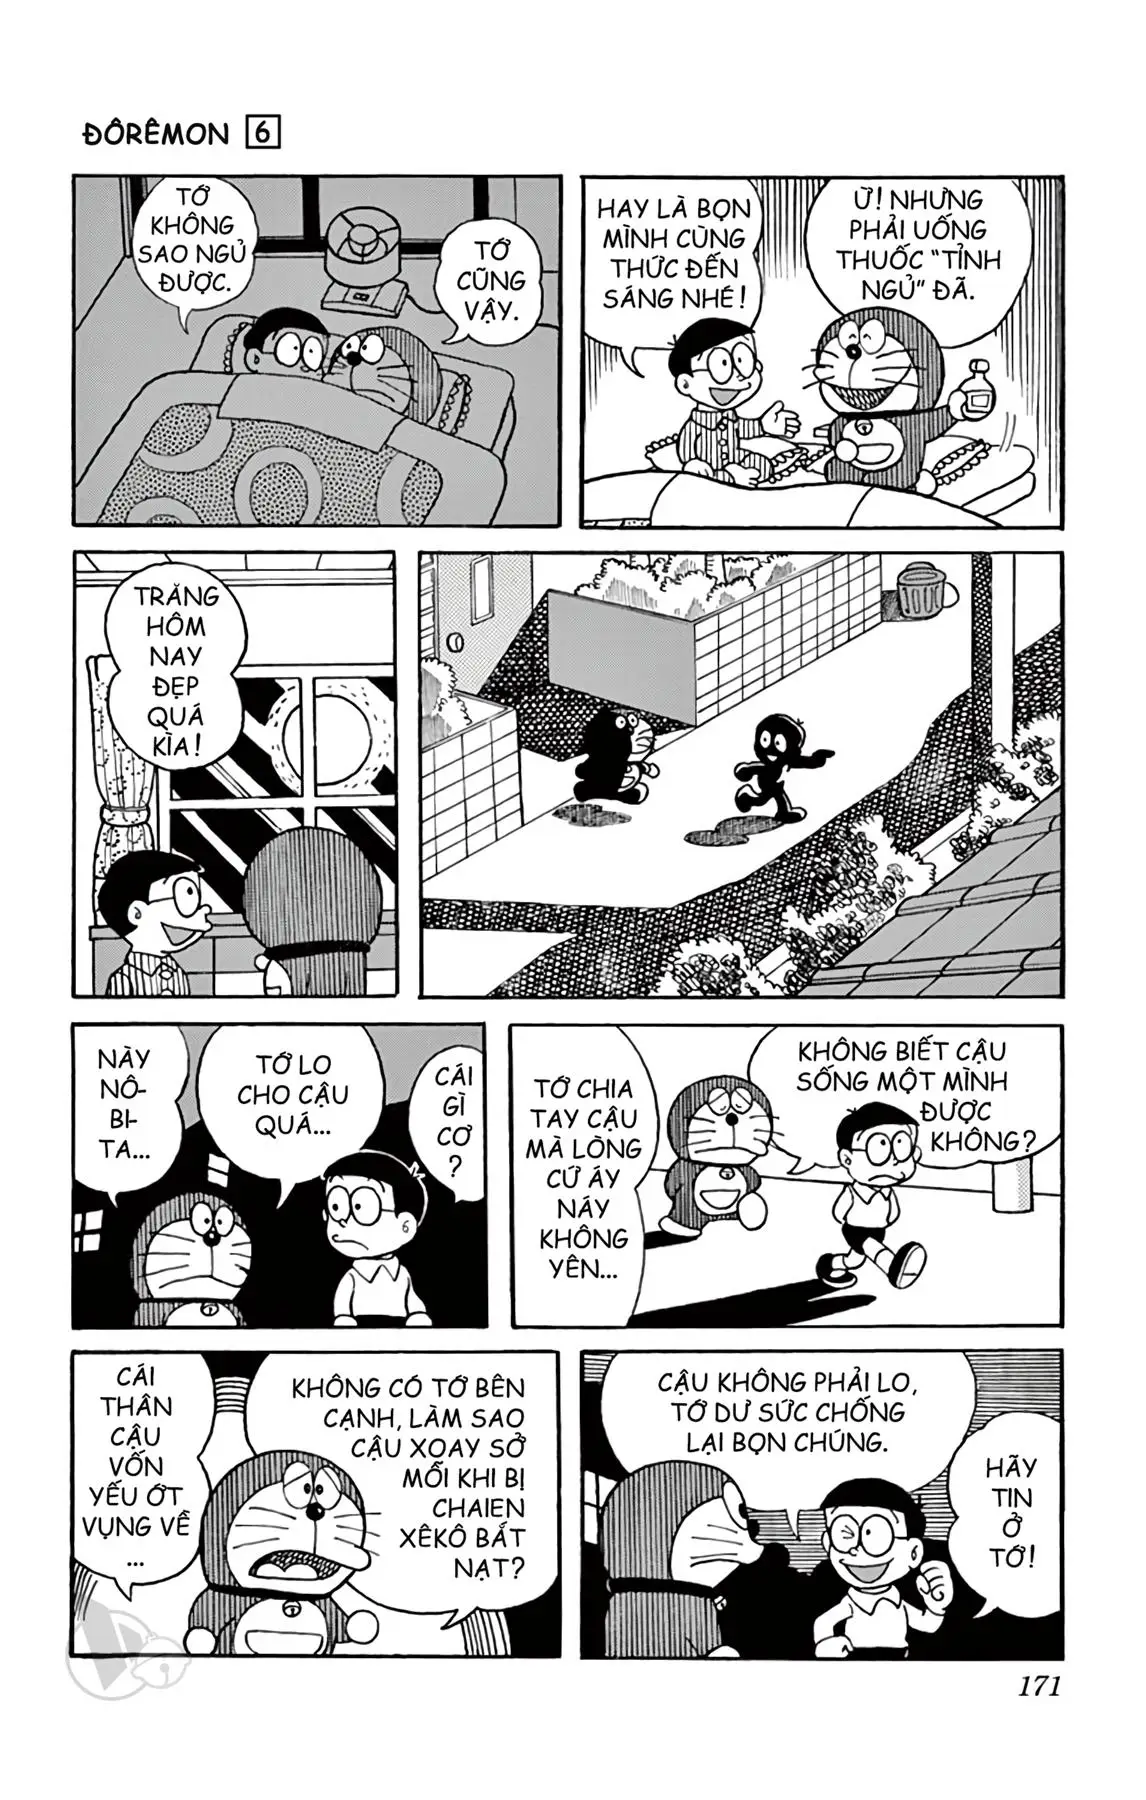 ĐÔRÊMON 6
TỚ
KHÔNG
SAO NGỦ
ĐƯỢC.
TỚ
CŨNG
VẬY.
HAY LÀ BỌN
MÌNH CÙNG
THỨC ĐẾN
SÁNG NHÉ!
Ừ! NHƯNG
PHẢI UỐNG
THUỐC “TỈNH
NGỦ” ĐÃ.
TRĂNG
HÔM
NAY
ĐẸP
QUÁ
KÌA!
NÀY
NÔ-
BI-
TA...
TỚ LO
CHO CẬU
QUÁ...
CÁI
GÌ
CƠ
?
TỚ CHIA
TAY CẬU
MÀ LÒNG
CỨ ÁY
NÁY
KHÔNG
YÊN...
KHÔNG BIẾT CẬU
SỐNG MỘT MÌNH
ĐƯỢC
KHÔNG?
CÁI
THÂN
CẬU
VỐN
YẾU ỚT
VỤNG VỀ
...
KHÔNG CÓ TỚ BÊN
CẠNH, LÀM SAO
CẬU XOAY SỞ
MỖI KHI BỊ
CHAIEN
XÊKÔ BẮT
NẠT?
CẬU KHÔNG PHẢI LO,
TỚ DƯ SỨC CHỐNG
LẠI BỌN CHÚNG.
HÃY
TIN
Ở
TỚ!
171